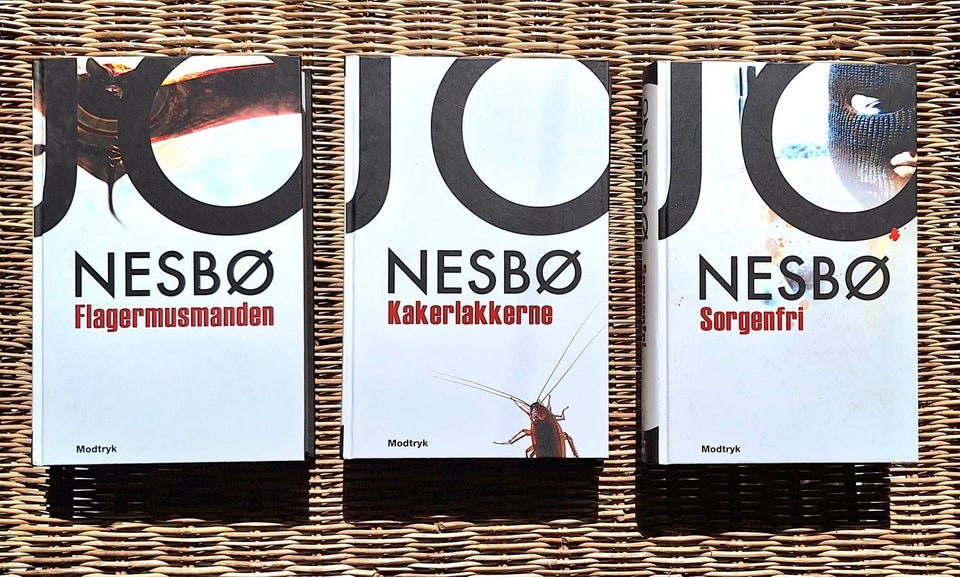 JO
NESBØ
Flagermusmanden
Modtryk
JO
NESBØ
Kakerlakkerne
Modtryk
JO
NESBØ
Sorgenfri
Modtryk